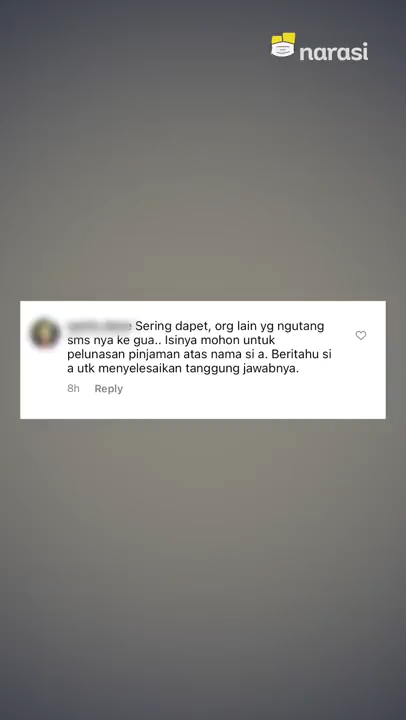 narasi
Sering dapet, org lain yg ngutang
sms nya ke gua.. Isinya mohon untuk
pelunasan pinjaman atas nama si a. Beritahu si
a utk menyelesaikan tanggung jawabnya.
8h Reply